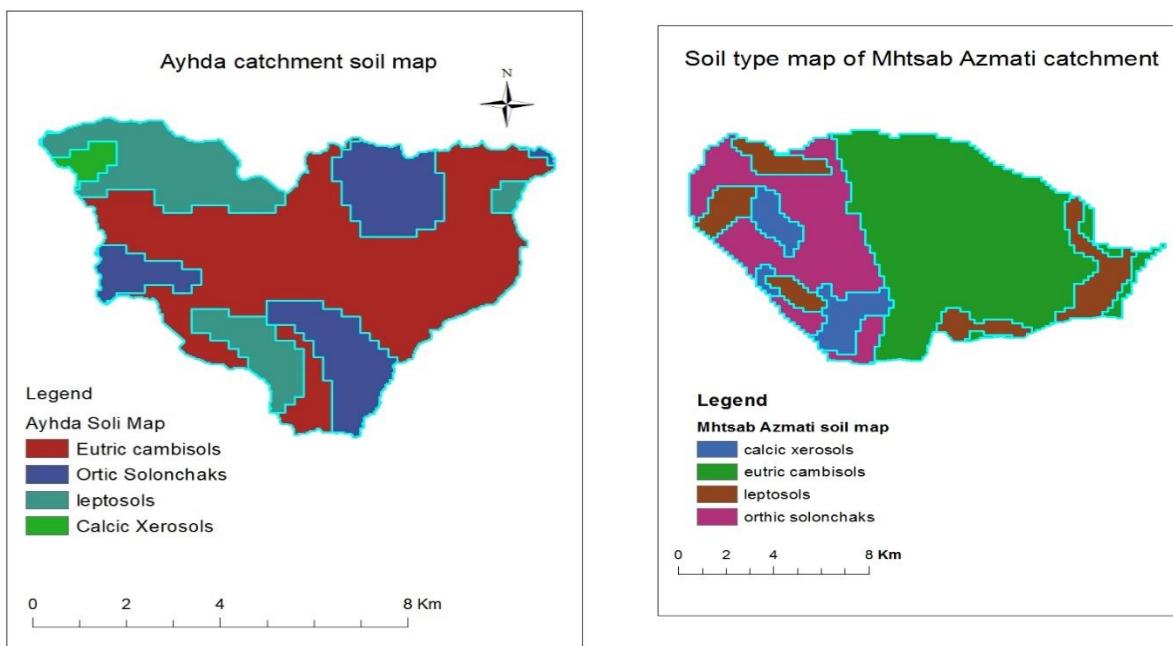 Ayhda catchment soil map
N
Legend
Ayhda Soli Map
Eutric cambisols
Ortic Solonchaks
leptosols
Calcic Xerosols
0 2 4 8 Km
Soil type map of Mhtsab Azmati catchment
Legend
Mhtsab Azmati soil map
calcic xerosols
eutric cambisols
leptosols
orthic solonchaks
0 2 4 8 Km